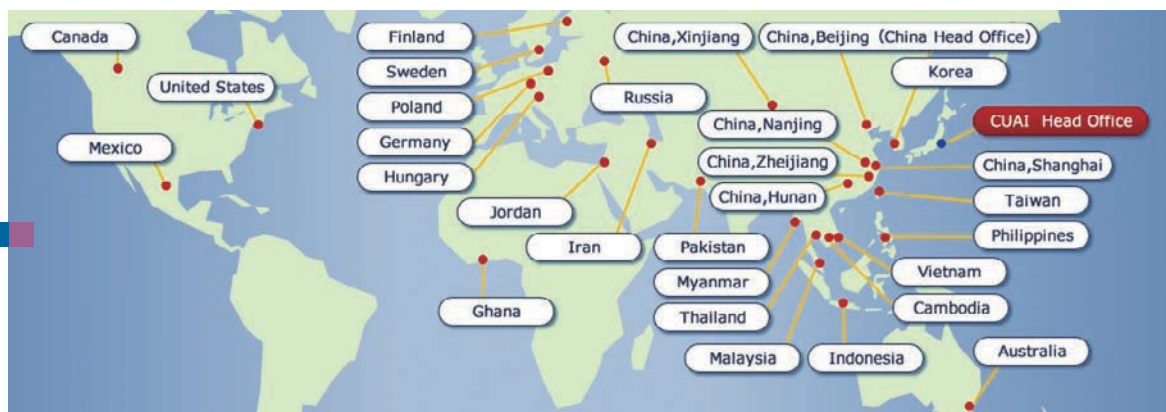 Canada
United States
Mexico
Finland
Sweden
Poland
Germany
Hungary
Jordan
Iran
Ghana
Russia
China,Xinjiang
China,Beijing (China Head Office)
Korea
China,Nanjing
CUAI Head Office
China,Zheijiang
China,Shanghai
China,Hunan
Taiwan
Pakistan
Philippines
Myanmar
Vietnam
Thailand
Cambodia
Malaysia
Indonesia
Australia